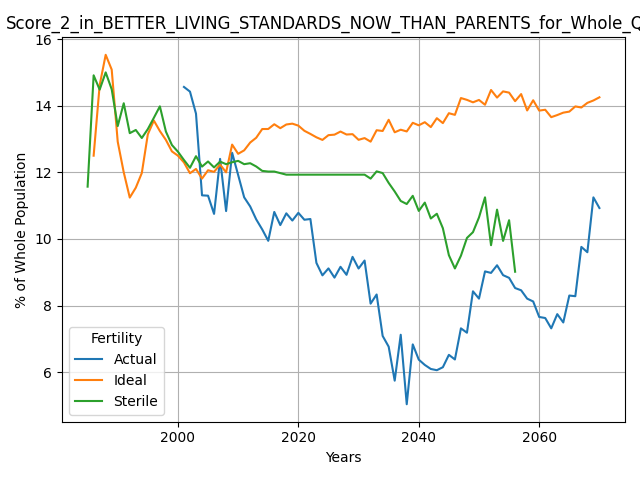 Score_2_in_BETTER_LIVING_STANDARDS_NOW_THAN_PARENTS_for_Whole_Q
16
14
12
10
8
6
% of Whole Population
Fertility
Actual
Ideal
Sterile
2000 2020 2040 2060
Years